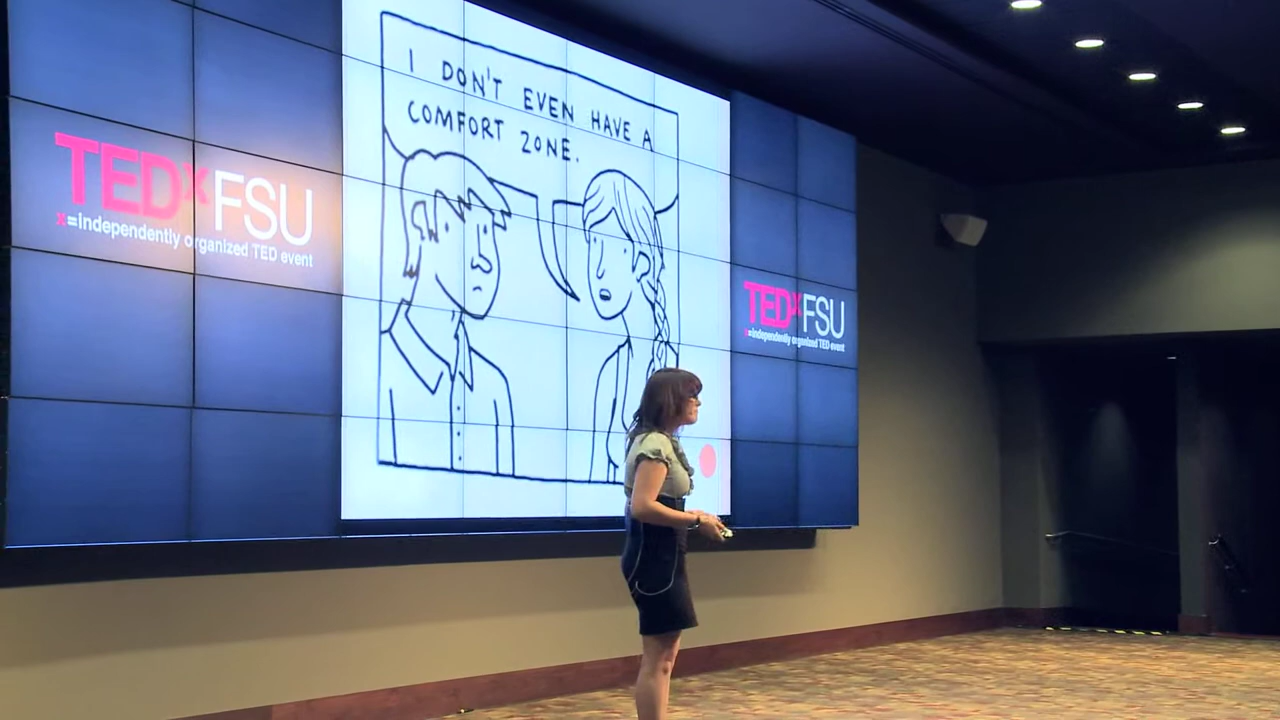 I DON'T EVEN HAVE A
COMFORT ZONE.
TEDxFSU
x=independently organized TED event
TEDxFSU
x=independently organized TED event